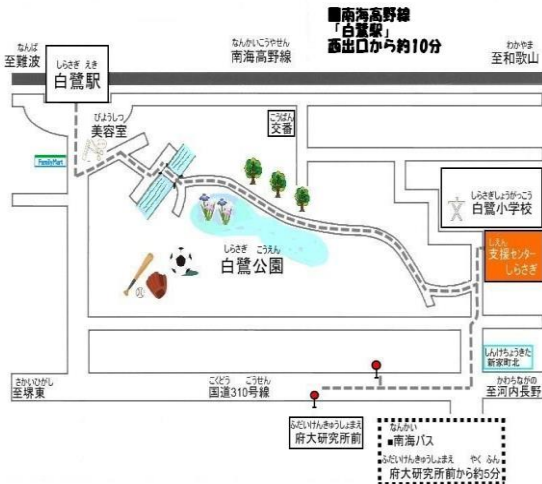 ■南海高野線
「白鷺駅」
西出口から約10分
なんば
至難波
しらさぎ えき
白鷺駅
なんかいこうやせん
南海高野線
わかやま
至和歌山
びようしつ
美容室
FamilyMart
こうばん
交番
しらさぎしょうがっこう
白鷺小学校
しえん
支援センター
しらさぎ
しらさぎ こうえん
白鷺公園
しんけちょうきた
新家町北
さかいひがし
至堺東
こくどう ごうせん
国道310号線
かわちながの
至河内長野
ふだいけんきゅうしょまえ
府大研究所前
なんかい
■南海バス
ふだいけんきゅうしょまえ やく ふん
府大研究所前から約5分